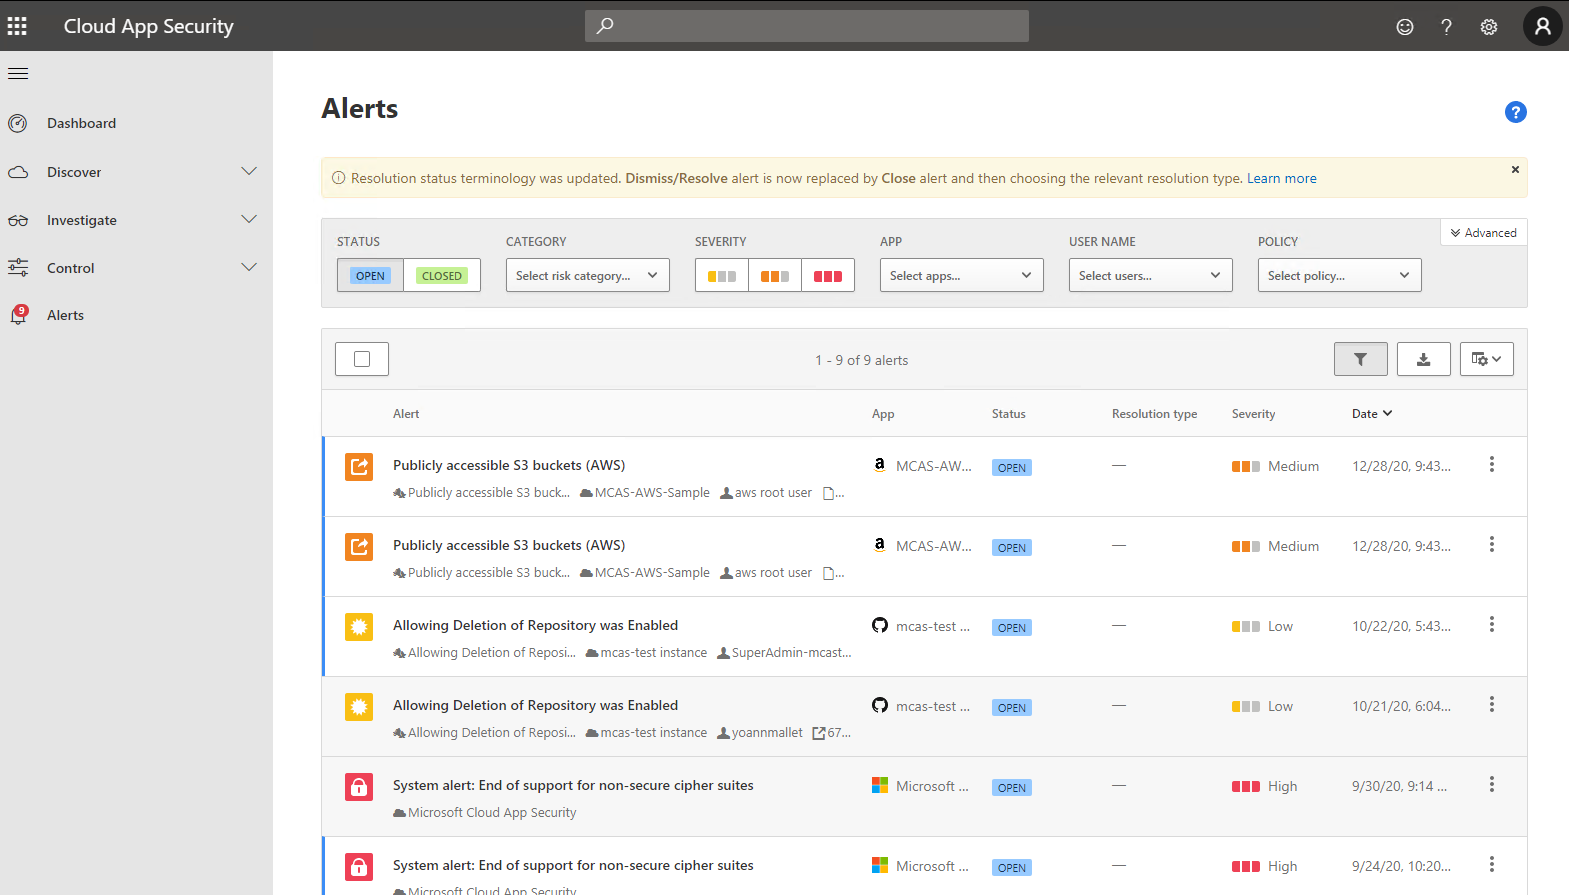 Cloud App Security
Dashboard
Discover
Investigate
Control
9
Alerts
Alerts
Resolution status terminology was updated. Dismiss/Resolve alert is now replaced by Close alert and then choosing the relevant resolution type. Learn more
Advanced
STATUS CATEGORY SEVERITY APP USER NAME POLICY
OPEN CLOSED Select risk category... Select apps... Select users... Select policy...
1 - 9 of 9 alerts
Alert App Status Resolution type Severity Date
Publicly accessible S3 buckets (AWS) MCAS-AW... OPEN — Medium 12/28/20, 9:43...
Publicly accessible S3 buck... MCAS-AWS-Sample aws root user ...
Publicly accessible S3 buckets (AWS) MCAS-AW... OPEN — Medium 12/28/20, 9:43...
Publicly accessible S3 buck... MCAS-AWS-Sample aws root user ...
Allowing Deletion of Repository was Enabled mcas-test ... OPEN — Low 10/22/20, 5:43...
Allowing Deletion of Reposi... mcas-test instance SuperAdmin-mcast...
Allowing Deletion of Repository was Enabled mcas-test ... OPEN — Low 10/21/20, 6:04...
Allowing Deletion of Reposi... mcas-test instance yoannmallet 67...
System alert: End of support for non-secure cipher suites Microsoft ... OPEN — High 9/30/20, 9:14 ...
Microsoft Cloud App Security
System alert: End of support for non-secure cipher suites Microsoft ... OPEN — High 9/24/20, 10:20...
Microsoft Cloud App Security